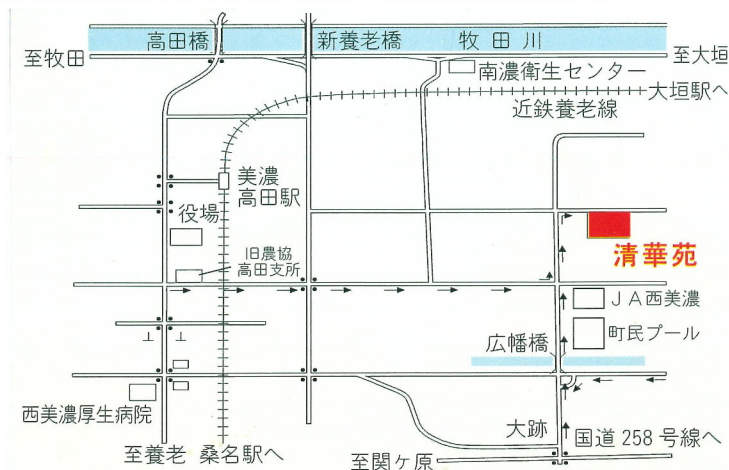 高田橋
新養老橋
牧田川
至牧田
至大垣
南濃衛生センター
大垣駅へ
近鉄養老線
美濃
高田駅
役場
旧農協
高田支所
清華苑
JA西美濃
町民プール
広幡橋
西美濃厚生病院
大跡
国道258号線へ
至養老 桑名駅へ
至関ヶ原